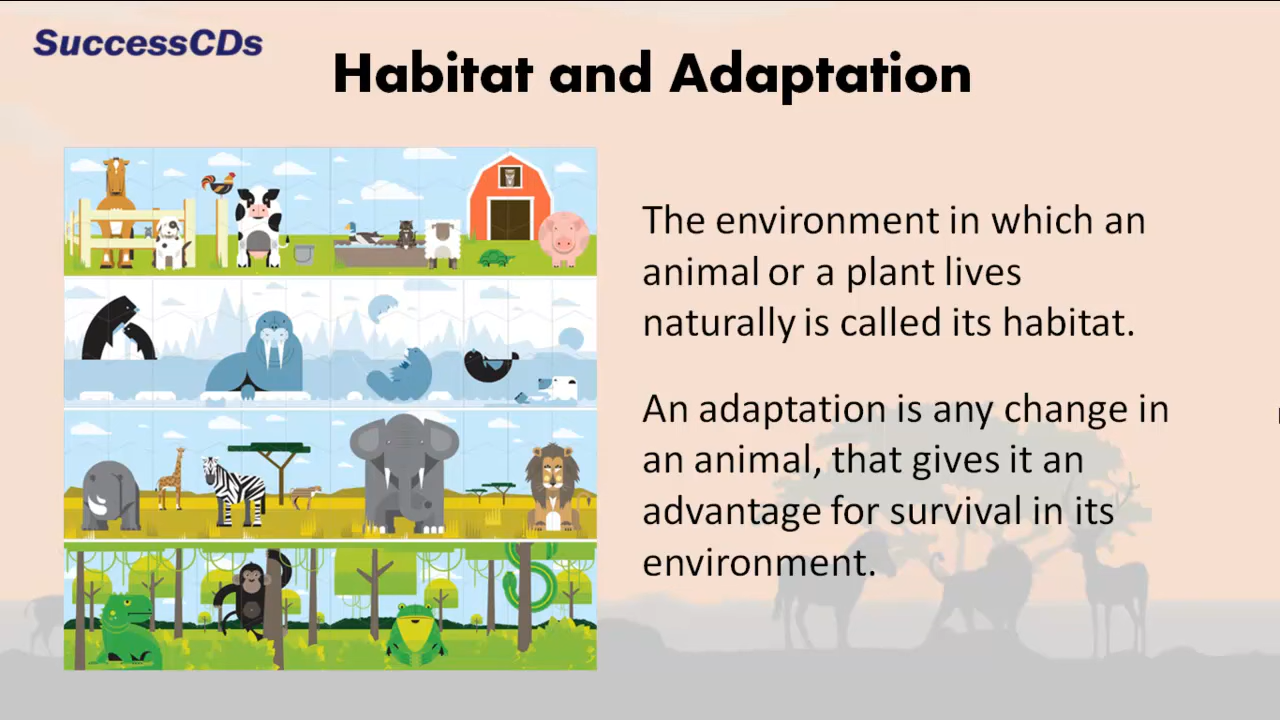 SuccessCDs
Habitat and Adaptation
The environment in which an
animal or a plant lives
naturally is called its habitat.
An adaptation is any change in
an animal, that gives it an
advantage for survival in its
environment.